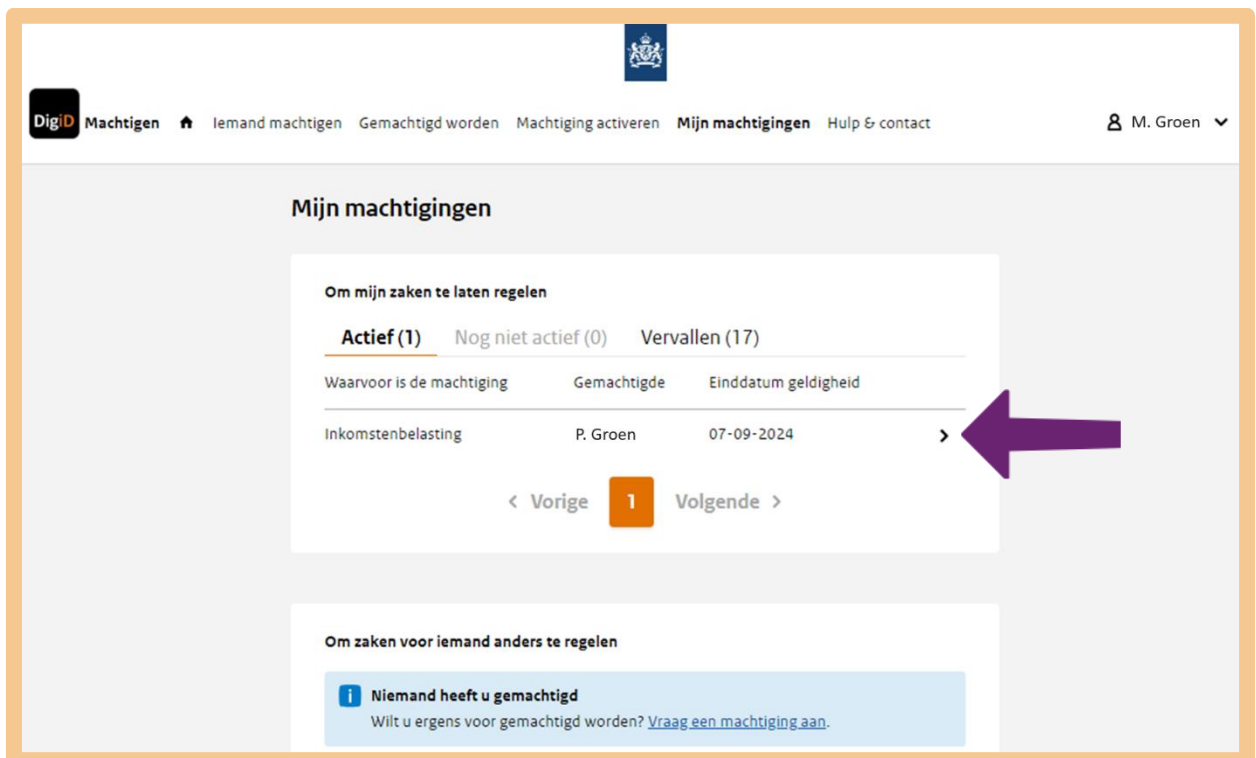 DigiD Machtigen Iemand machtigen Gemachtigd worden Machtiging activeren Mijn machtigingen Hulp & contact M. Groen
Mijn machtigingen
Om mijn zaken te laten regelen
Actief (1) Nog niet actief (0) Vervallen (17)
Waarvoor is de machtiging Gemachtigde Einddatum geldigheid
Inkomstenbelasting P. Groen 07-09-2024
Vorige 1 Volgende
Om zaken voor iemand anders te regelen
Niemand heeft u gemachtigd
Wilt u ergens voor gemachtigd worden? Vraag een machtiging aan.